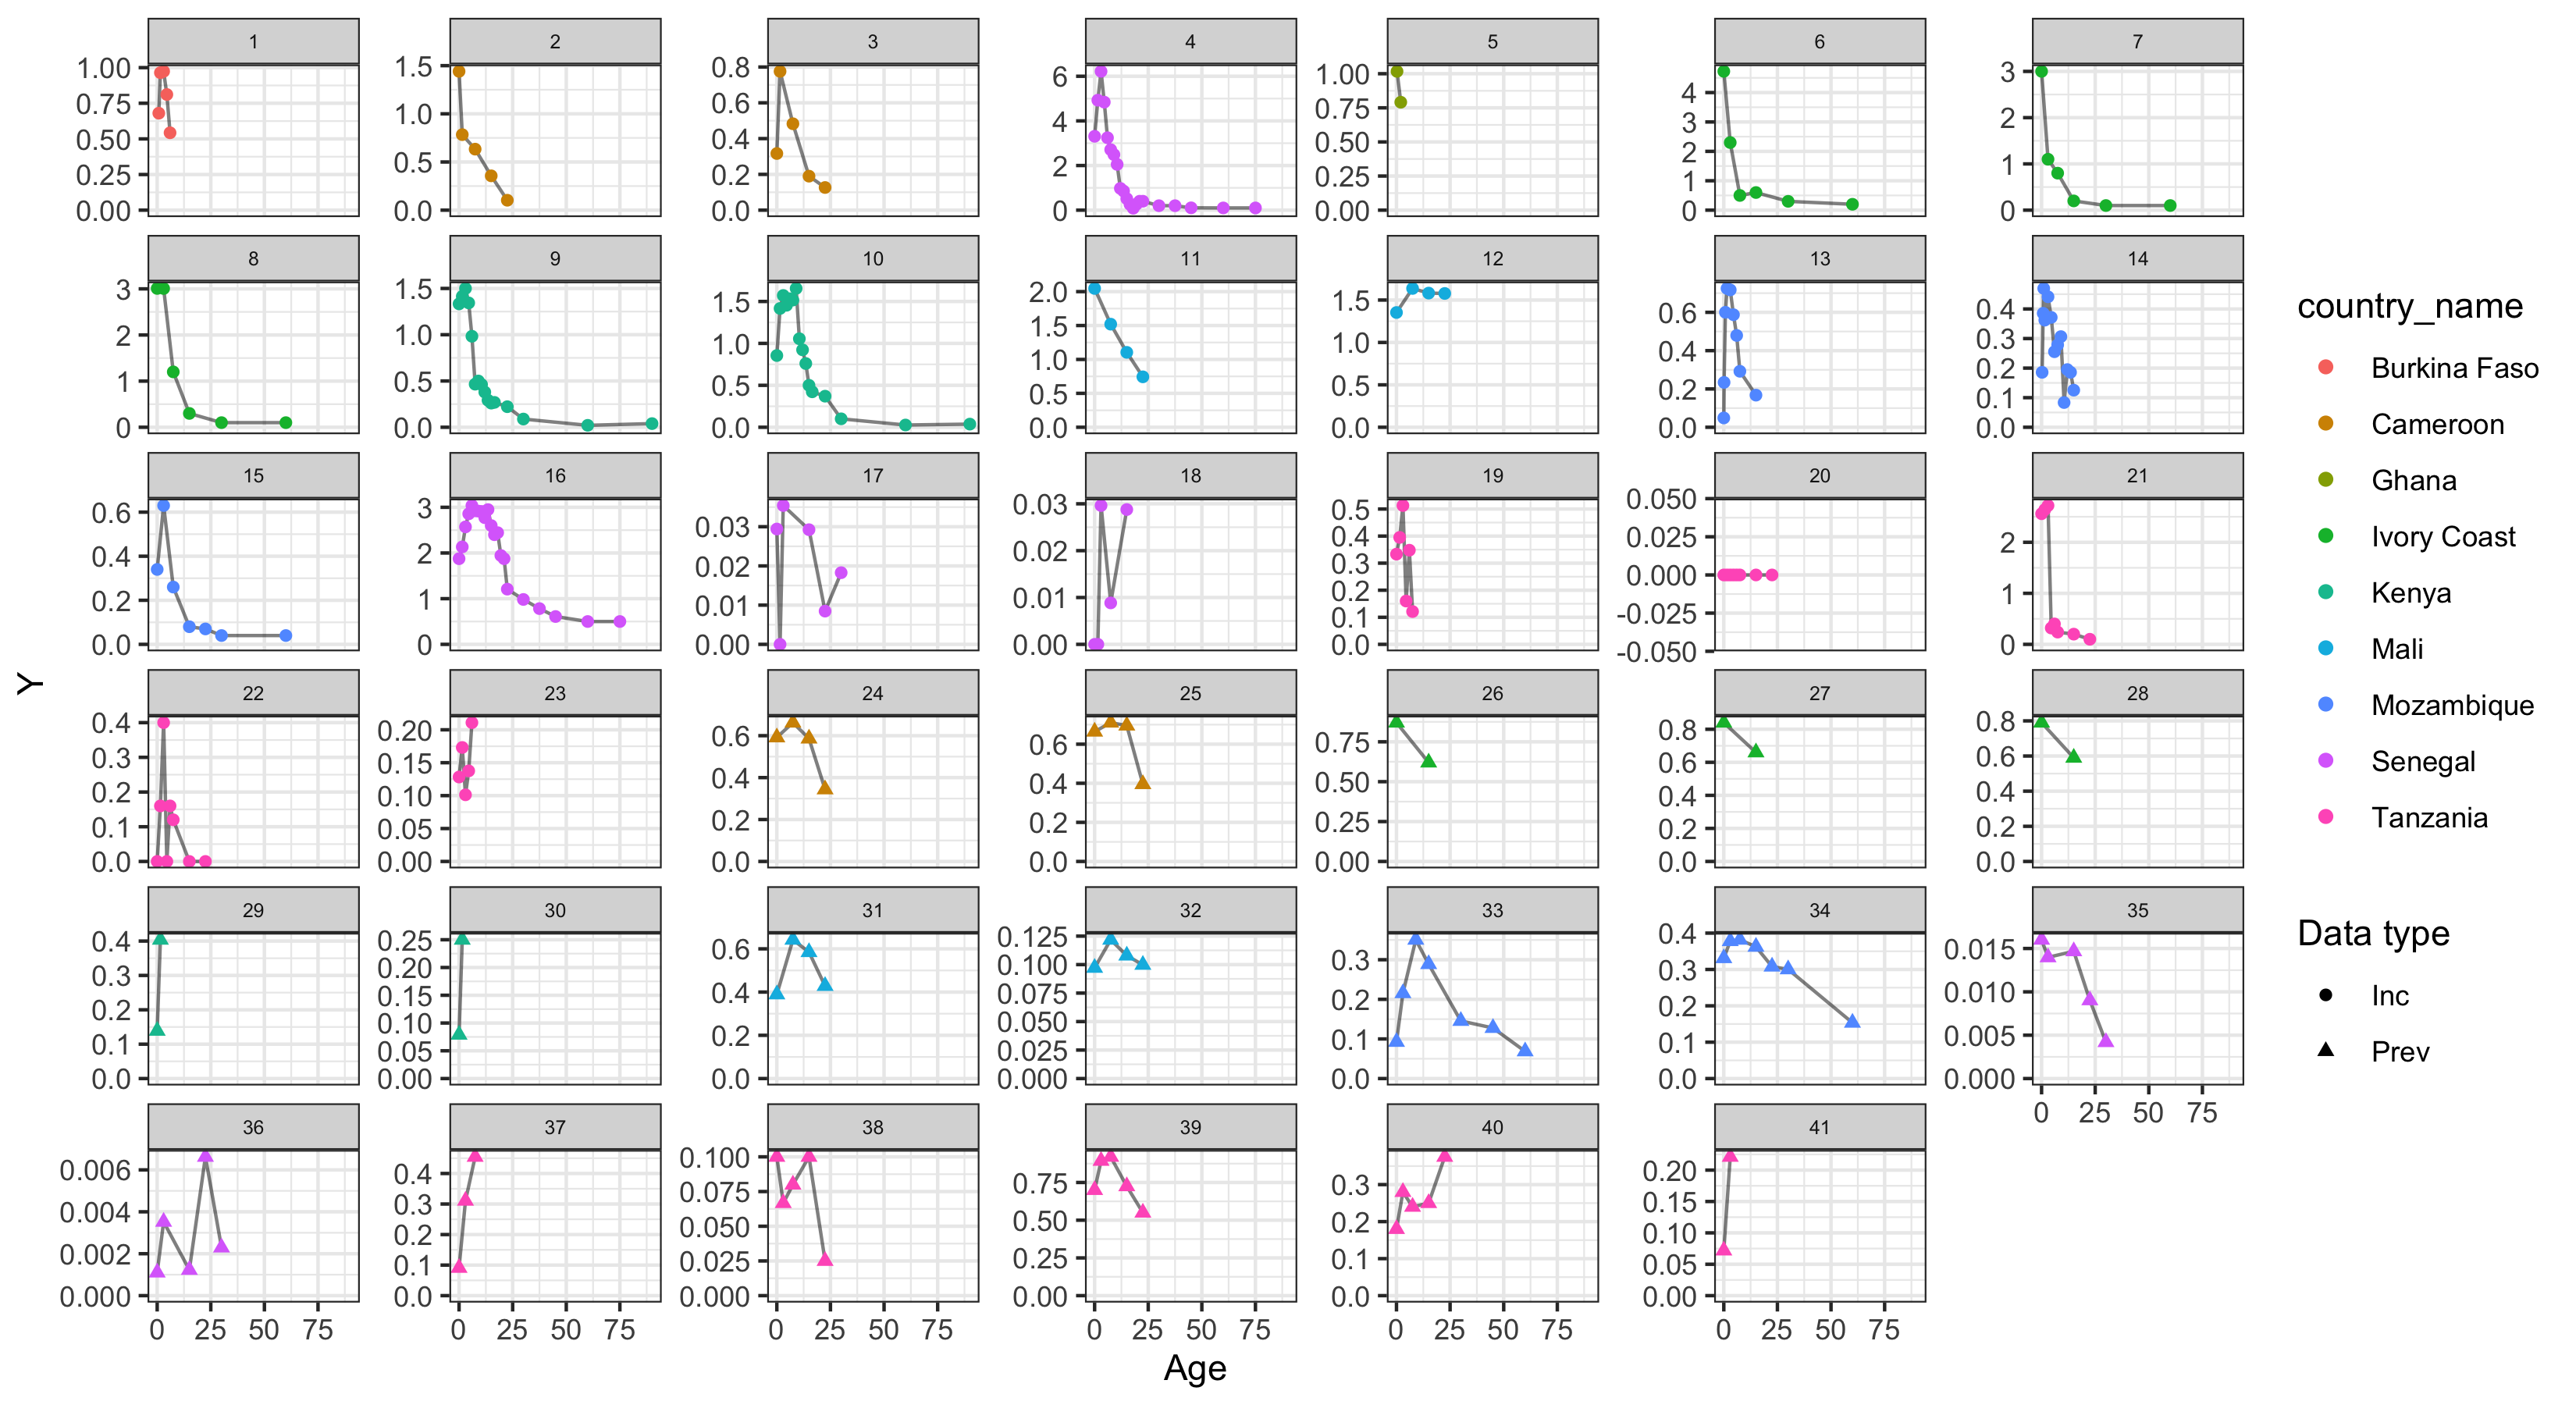 1 2 3 4 5 6 7
1.00 0.75 0.50 0.25 0.00
1.5 1.0 0.5 0.0
0.8 0.6 0.4 0.2 0.0
6 4 2 0
1.00 0.75 0.50 0.25 0.00
4 3 2 1 0
3 2 1 0
8 9 10 11 12 13 14
3 2 1 0
1.5 1.0 0.5 0.0
1.5 1.0 0.5 0.0
2.0 1.5 1.0 0.5 0.0
1.5 1.0 0.5 0.0
0.6 0.4 0.2 0.0
0.4 0.3 0.2 0.1 0.0
15 16 17 18 19 20 21
0.6 0.4 0.2 0.0
3 2 1 0
0.03 0.02 0.01 0.00
0.03 0.02 0.01 0.00
0.5 0.4 0.3 0.2 0.1 0.0
0.050 0.025 0.000 -0.025 -0.050
2 1 0
22 23 24 25 26 27 28
0.4 0.3 0.2 0.1 0.0
0.20 0.15 0.10 0.05 0.00
0.6 0.4 0.2 0.0
0.6 0.4 0.2 0.0
0.75 0.50 0.25 0.00
0.8 0.6 0.4 0.2 0.0
0.8 0.6 0.4 0.2 0.0
29 30 31 32 33 34 35
0.4 0.3 0.2 0.1 0.0
0.25 0.20 0.15 0.10 0.05 0.00
0.6 0.4 0.2 0.0
0.125 0.100 0.075 0.050 0.025 0.000
0.3 0.2 0.1 0.0
0.4 0.3 0.2 0.1 0.0
0.015 0.010 0.005 0.000
0 25 50 75
36 37 38 39 40 41
0.006 0.004 0.002 0.000
0.4 0.3 0.2 0.1 0.0
0.100 0.075 0.050 0.025 0.000
0.75 0.50 0.25 0.00
0.3 0.2 0.1 0.0
0.20 0.15 0.10 0.05 0.00
0 25 50 75
0 25 50 75
0 25 50 75
0 25 50 75
0 25 50 75
0 25 50 75
Y
Age
country_name
Burkina Faso
Cameroon
Ghana
Ivory Coast
Kenya
Mali
Mozambique
Senegal
Tanzania
Data type
Inc
Prev